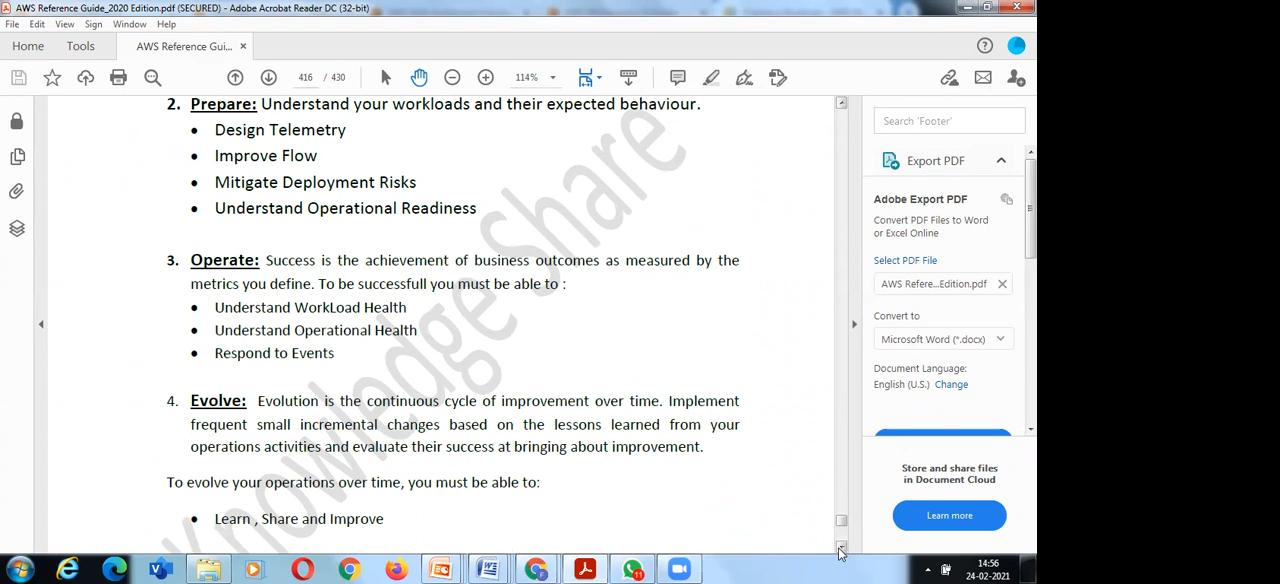 AWS Reference Guide_2020 Edition.pdf (SECURED) - Adobe Acrobat Reader DC (32-bit)
File Edit View Sign Window Help
Home Tools AWS Reference Gui... ×
416 / 430 114%
2. Prepare: Understand your workloads and their expected behaviour.
• Design Telemetry
• Improve Flow
• Mitigate Deployment Risks
• Understand Operational Readiness
3. Operate: Success is the achievement of business outcomes as measured by the
metrics you define. To be successfull you must be able to :
• Understand WorkLoad Health
• Understand Operational Health
• Respond to Events
4. Evolve: Evolution is the continuous cycle of improvement over time. Implement
frequent small incremental changes based on the lessons learned from your
operations activities and evaluate their success at bringing about improvement.
To evolve your operations over time, you must be able to:
• Learn , Share and Improve
Knowledge Share
Search 'Footer'
Export PDF
Adobe Export PDF
Convert PDF Files to Word
or Excel Online
Select PDF File
AWS Refere...Edition.pdf
Convert to
Microsoft Word (*.docx)
Document Language:
English (U.S.) Change
Store and share files
in Document Cloud
Learn more
11
14:56
24-02-2021